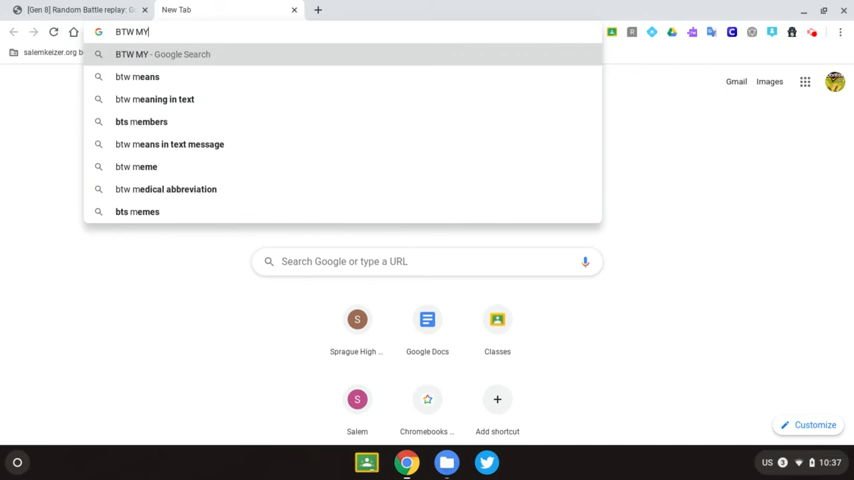 [Gen 8] Random Battle replay: Go
New Tab
BTW MY
salemkeizer.org b
BTW MY - Google Search
btw means
btw meaning in text
bts members
btw means in text message
btw meme
btw medical abbreviation
bts memes
Gmail
Images
Search Google or type a URL
S
Sprague High ...
Google Docs
Classes
S
Salem
Chromebooks ...
Add shortcut
Customize
US
3
10:37